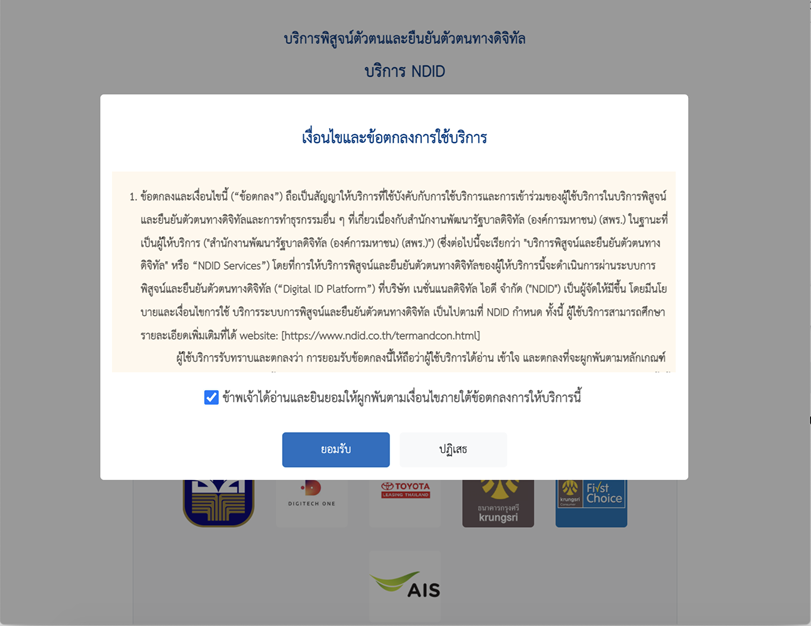 บริการพิสูจน์ตัวตนและยืนยันตัวตนทางดิจิทัล
บริการ NDID
เงื่อนไขและข้อตกลงการใช้บริการ
1. ข้อตกลงและเงื่อนไขนี้ (“ข้อตกลง”) ถือเป็นสัญญาให้บริการที่ใช้บังคับกับการใช้บริการและการเข้าร่วมของผู้ใช้บริการในบริการพิสูจน์
และยืนยันตัวตนทางดิจิทัลและการทำธุรกรรมอื่น ๆ ที่เกี่ยวเนื่องกับสำนักงานพัฒนารัฐบาลดิจิทัล (องค์การมหาชน) (สพร.) ในฐานะที่
เป็นผู้ให้บริการ ("สำนักงานพัฒนารัฐบาลดิจิทัล (องค์การมหาชน) (สพร.)") (ซึ่งต่อไปนี้จะเรียกว่า "บริการพิสูจน์และยืนยันตัวตนทาง
ดิจิทัล" หรือ “NDID Services”) โดยที่การให้บริการพิสูจน์และยืนยันตัวตนทางดิจิทัลของผู้ให้บริการนี้จะดำเนินการผ่านระบบการ
พิสูจน์และยืนยันตัวตนทางดิจิทัล (“Digital ID Platform”) ที่บริษัท เนชั่นแนลดิจิทัล ไอดี จำกัด ("NDID") เป็นผู้จัดให้มีขึ้น โดยมีนโย
บายและเงื่อนไขการใช้ บริการระบบการพิสูจน์และยืนยันตัวตนทางดิจิทัล เป็นไปตามที่ NDID กำหนด ทั้งนี้ ผู้ใช้บริการสามารถศึกษา
รายละเอียดเพิ่มเติมที่ได้ website: [https://www.ndid.co.th/termandcon.html]
ผู้ใช้บริการรับทราบและตกลงว่า การยอมรับข้อตกลงนี้ให้ถือว่าผู้ใช้บริการได้อ่าน เข้าใจ และตกลงที่จะผูกพันตามหลักเกณฑ์
ข้าพเจ้าได้อ่านและยินยอมให้ผูกพันตามเงื่อนไขภายใต้ข้อตกลงการให้บริการนี้
ยอมรับ
ปฏิเสธ
DIGITECH ONE
TOYOTA
LEASING THAILAND
ธนาคารกรุงศรี
krungsri
krungsri
First
Choice
AIS